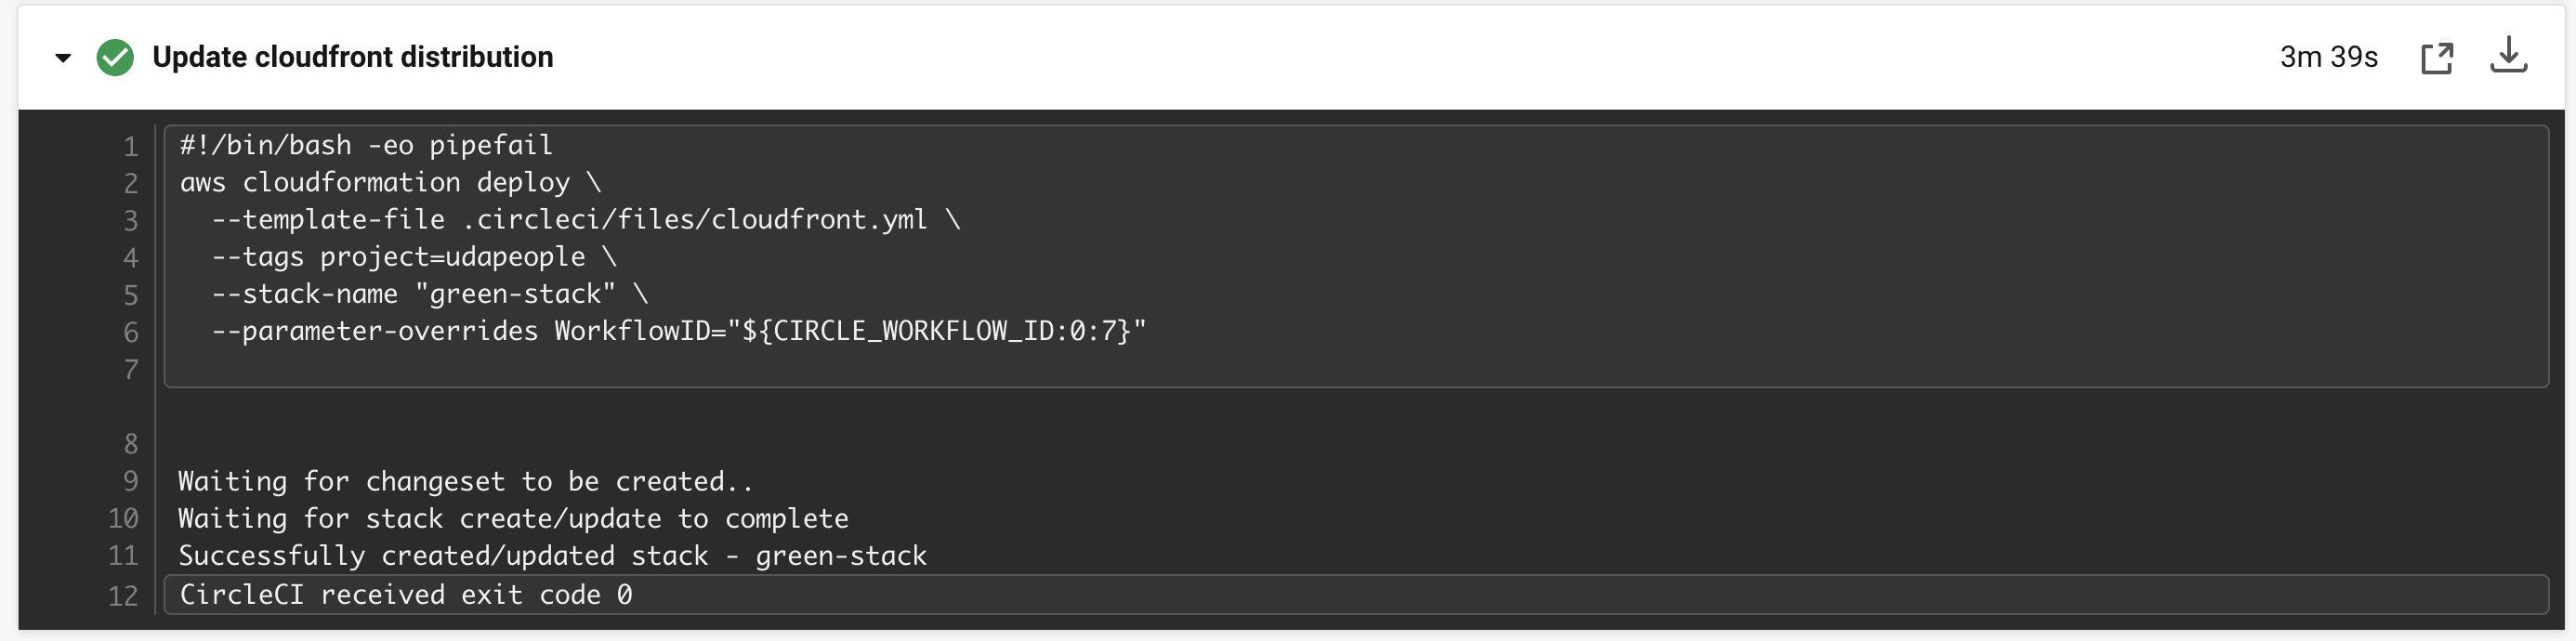 Update cloudfront distribution
3m 39s
1 #!/bin/bash -eo pipefail
2 aws cloudformation deploy \
3   --template-file .circleci/files/cloudfront.yml \
4   --tags project=udapeople \
5   --stack-name "green-stack" \
6   --parameter-overrides WorkflowID="${CIRCLE_WORKFLOW_ID:0:7}"
7
8
9 Waiting for changeset to be created..
10 Waiting for stack create/update to complete
11 Successfully created/updated stack - green-stack
12 CircleCI received exit code 0